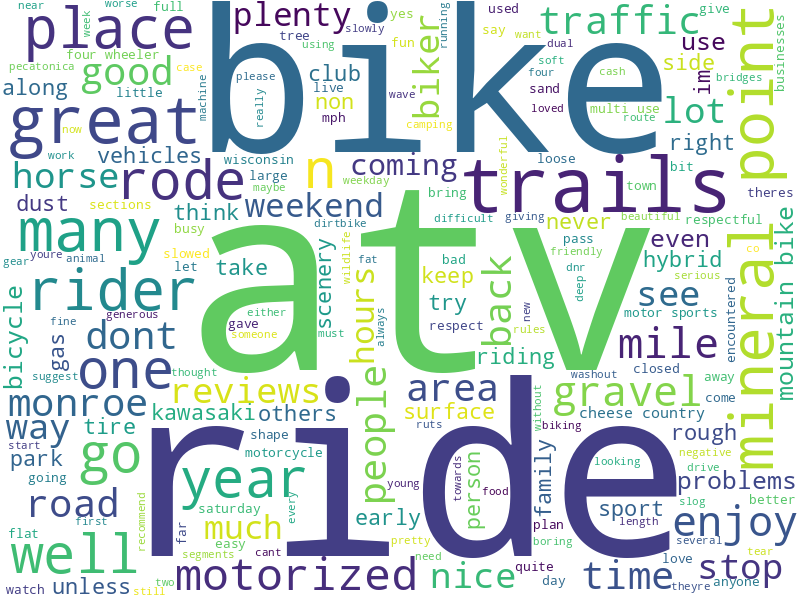 near
worse
full
place
week
used
four wheeler
pecatonica
good
case
along
little
now
machine
great
work
vehicles
horse
dust
sections
many
busy
youre
animal
gear
let
slowed
rider
bicycle
generous
fine
gas
dont
suggest
one
monroe
way
tire
start
park
go
going
road
flat
first
recommend
well
watch
unless
still
plenty
yes
slowly
tree
using
fun
bike
please
really
club
live
non
mph
wave
biker
running
say
want
dual
traffic
give
soft
cash
use
side
im
four
sand
loved
multi use
route
lot
bridges
businesses
point
right
bit
camping
now
rode
n
wisconsin
large
maybe
weekday
coming
wonderful
loose
trails
town
theres
think
weekend
dirtbike
bring
difficult
giving
never
beautiful
respectful
take
scenery
wildlife
fat
hours
atv
bad
keep
try
back
pass
friendly
dnr
deep
even
hybrid
serious
co
mineral
mountain bike
see
motor sports
encountered
gave
someone
either
must
always
respect
new
rules
riding
mile
closed
away
come
thought
reviews
kawasaki
others
shape
motorcycle
people
area
surface
ruts
washout
without
biking
gravel
cheese country
rough
negative
drive
looking
year
saturday
far
much
easy
segments
every
cant
ride
young
towards
food
person
early
pretty
need
plan
boring
quite
family
sport
length
day
problems
slog
better
enjoy
several
love
tear
motorized
two
nice
time
theyre
stop
anyone